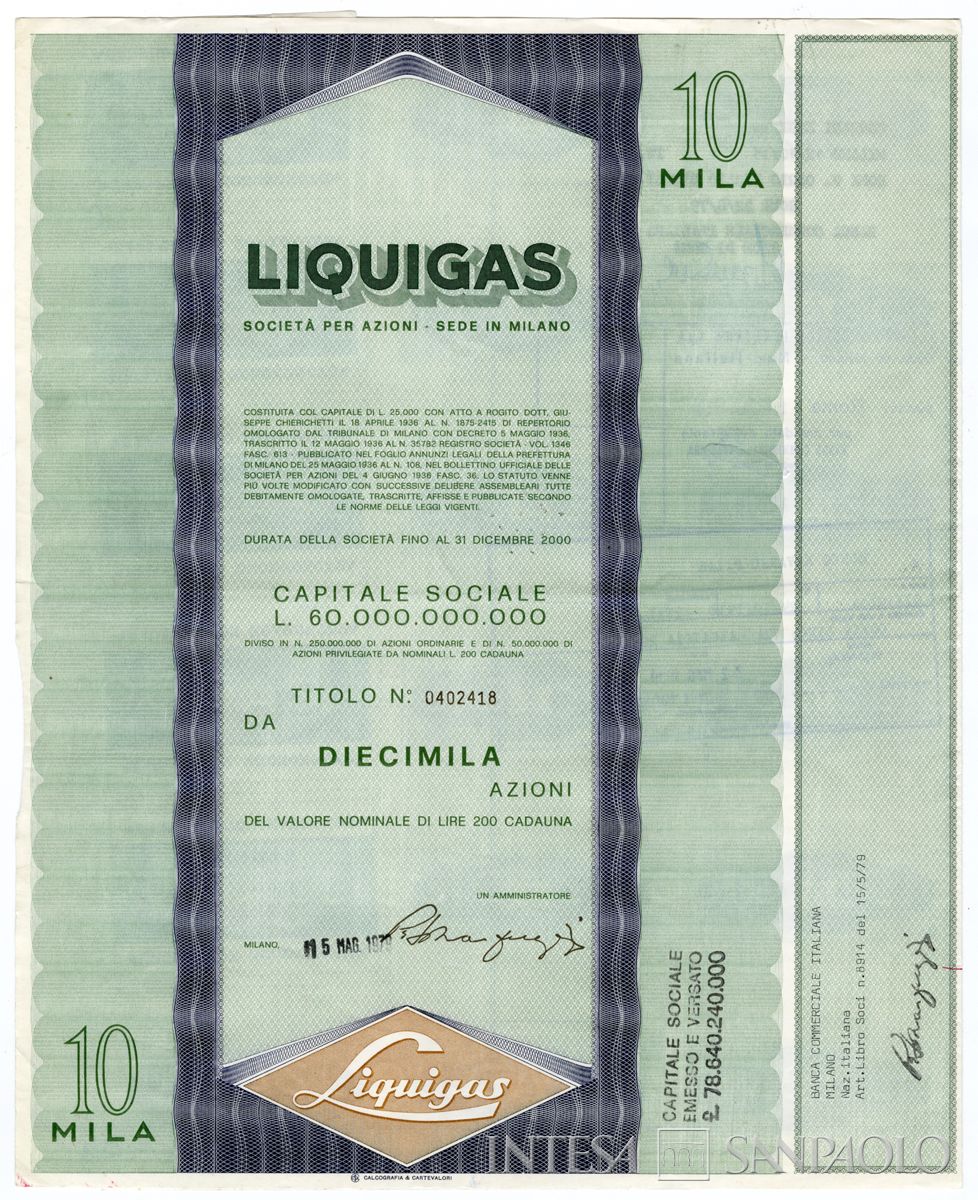 10
MILA
LIQUIGAS
SOCIETÀ PER AZIONI - SEDE IN MILANO
COSTITUITA COL CAPITALE DI L. 25.000 CON ATTO A ROGITO DOTT. GIU-
SEPPE CHIERICHETTI IL 18 APRILE 1936 AL N. 1875-2415 DI REPERTORIO
OMOLOGATO DAL TRIBUNALE DI MILANO CON DECRETO 5 MAGGIO 1936,
TRASCRITTO IL 12 MAGGIO 1936 AL N. 35782 REGISTRO SOCIETÀ - VOL. 1346
FASC. 613 - PUBBLICATO NEL FOGLIO ANNUNZI LEGALI DELLA PREFETTURA
DI MILANO DEL 25 MAGGIO 1936 AL N. 108, NEL BOLLETTINO UFFICIALE DELLE
SOCIETÀ PER AZIONI DEL 4 GIUGNO 1936 FASC. 36. LO STATUTO VENNE
PIÙ VOLTE MODIFICATO CON SUCCESSIVE DELIBERE ASSEMBLEARI TUTTE
DEBITAMENTE OMOLOGATE, TRASCRITTE, AFFISSE E PUBBLICATE SECONDO
LE NORME DELLE LEGGI VIGENTI.
DURATA DELLA SOCIETÀ FINO AL 31 DICEMBRE 2000
CAPITALE SOCIALE
L. 60.000.000.000
DIVISO IN N. 250.000.000 DI AZIONI ORDINARIE E DI N. 50.000.000 DI
AZIONI PRIVILEGIATE DA NOMINALI L. 200 CADAUNA
TITOLO N. 0402418
DA
DIECIMILA
AZIONI
DEL VALORE NOMINALE DI LIRE 200 CADAUNA
UN AMMINISTRATORE
MILANO, 15 MAG. 1979
Liquigas
10
MILA
CAPITALE SOCIALE
EMESSO E VERSATO
£ 78.640.240.000
BANCA COMMERCIALE ITALIANA
MILANO
Naz.italiana
Art.Libro Soci n.8914 del 15/5/79
INTESA SANPAOLO
CALCOGRAFIA & CARTEVALORI